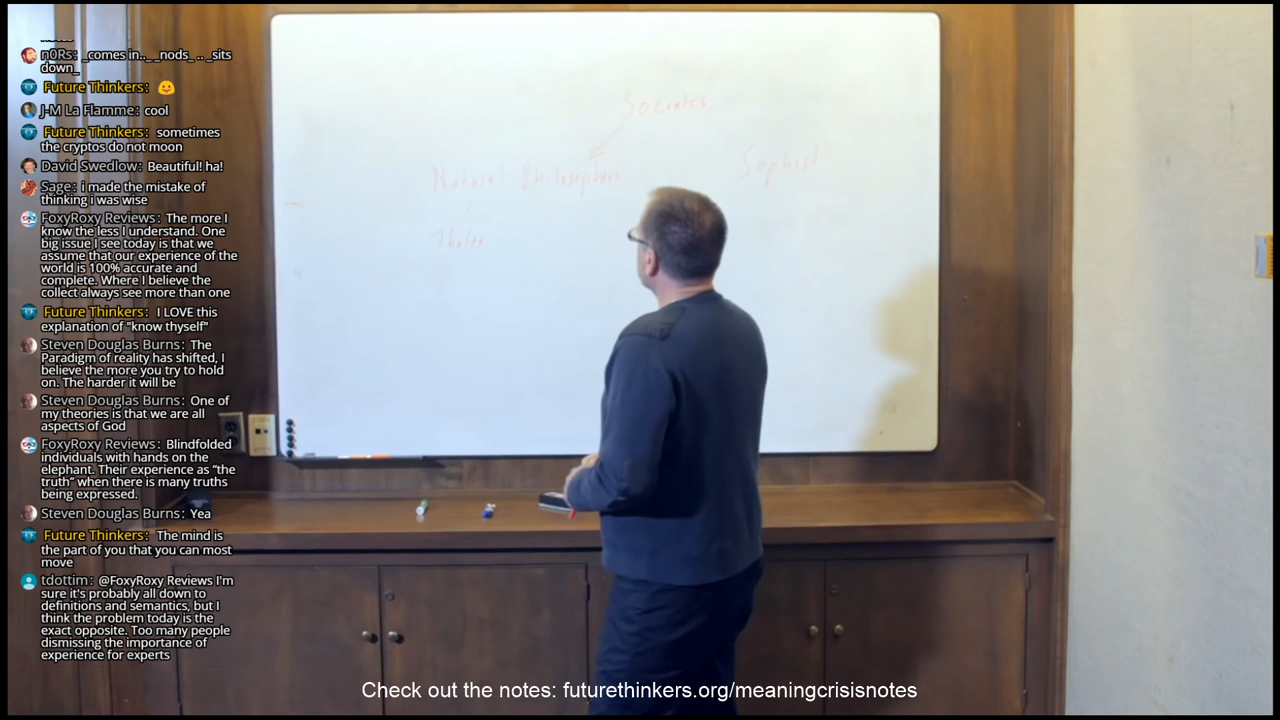 n0Rs: _comes in.._ _nods_ .. _sits
down_
Future Thinkers:
J-M La Flamme: cool
Future Thinkers: sometimes
the cryptos do not moon
David Swedlow: Beautiful! ha!
Sage: i made the mistake of
thinking i was wise
FoxyRoxy Reviews: The more I
know the less I understand. One
big issue I see today is that we
assume that our experience of the
world is 100% accurate and
complete. Where I believe the
collect always see more than one
Future Thinkers: I LOVE this
explanation of "know thyself"
Steven Douglas Burns: The
Paradigm of reality has shifted, I
believe the more you try to hold
on. The harder it will be
Steven Douglas Burns: One of
my theories is that we are all
aspects of God
FoxyRoxy Reviews: Blindfolded
individuals with hands on the
elephant. Their experience as “the
truth” when there is many truths
being expressed.
Steven Douglas Burns: Yea
Future Thinkers: The mind is
the part of you that you can most
move
tdottim: @FoxyRoxy Reviews I'm
sure it's probably all down to
definitions and semantics, but I
think the problem today is the
exact opposite. Too many people
dismissing the importance of
experience for experts
Socrates
Natural Philosophers
Sophist
Thales
Check out the notes: futurethinkers.org/meaningcrisisnotes